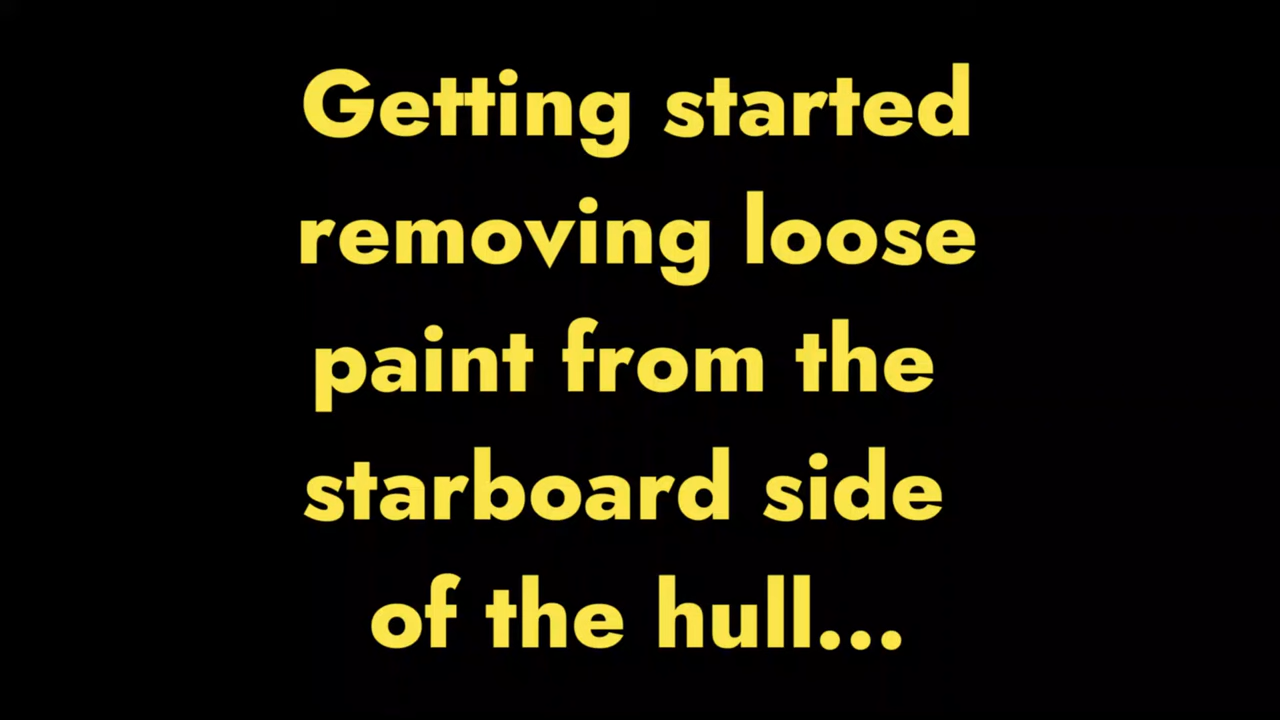 Getting started
removing loose
paint from the
starboard side
of the hull...